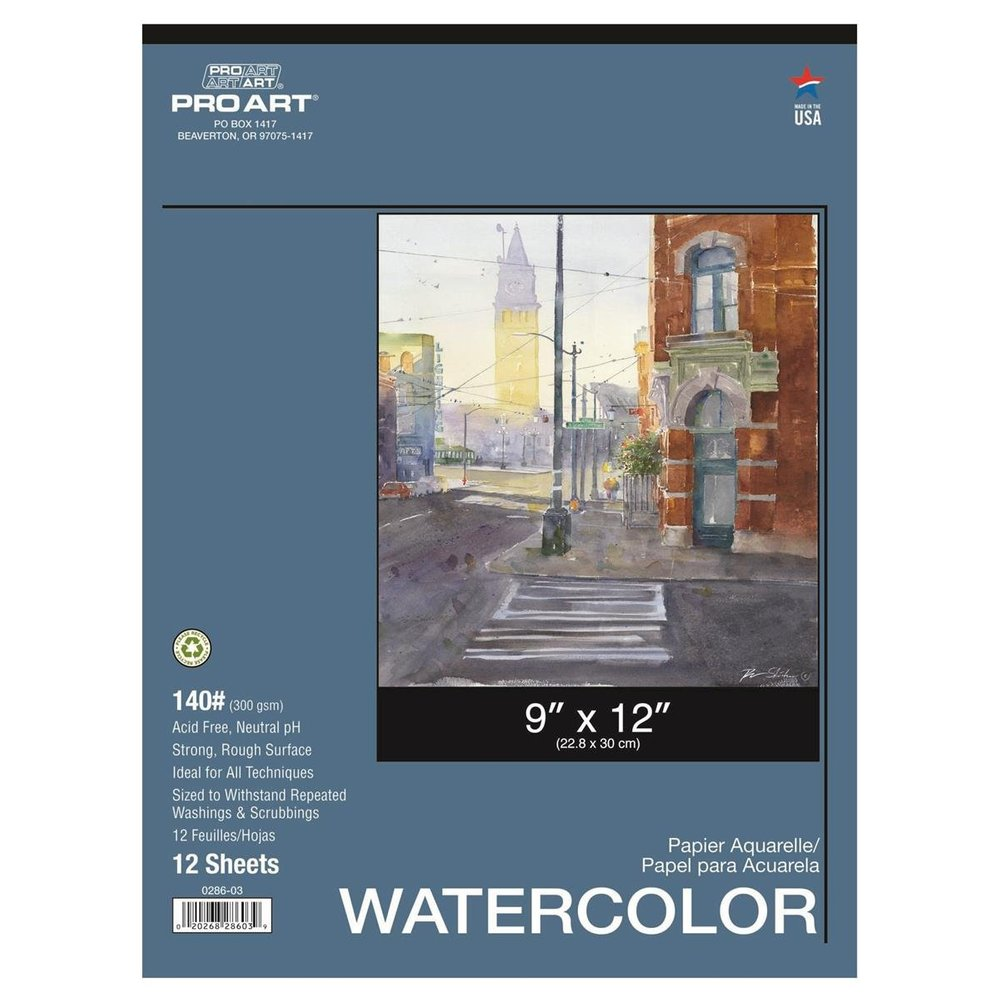 PRO ART
ART ART®
PRO ART®
PO BOX 1417
BEAVERTON, OR 97075-1417
MADE IN THE
USA
PLEASE RECYCLE
140# (300 gsm)
Acid Free, Neutral pH
Strong, Rough Surface
Ideal for All Techniques
Sized to Withstand Repeated
Washings & Scrubbings
12 Feuilles/Hojas
12 Sheets
0286-03
0 20268 28603 9
9" x 12"
(22.8 x 30 cm)
Papier Aquarelle/
Papel para Acuarela
WATERCOLOR